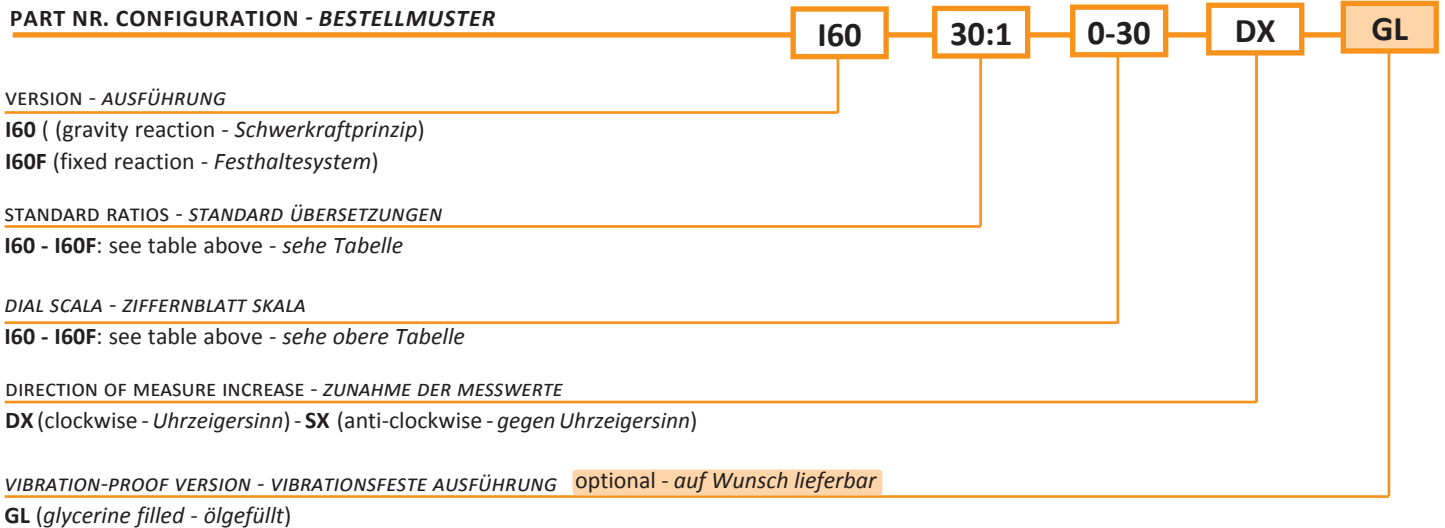 PART NR. CONFIGURATION - BESTELLMUSTER
I60 30:1 0-30 DX GL
VERSION - AUSFÜHRUNG
I60 ( (gravity reaction - Schwerkraftprinzip)
I60F (fixed reaction - Festhaltesystem)
STANDARD RATIOS - STANDARD ÜBERSETZUNGEN
I60 - I60F: see table above - sehe Tabelle
DIAL SCALA - ZIFFERNBLATT SKALA
I60 - I60F: see table above - sehe obere Tabelle
DIRECTION OF MEASURE INCREASE - ZUNAHME DER MESSWERTE
DX (clockwise - Uhrzeigersinn) - SX (anti-clockwise - gegen Uhrzeigersinn)
VIBRATION-PROOF VERSION - VIBRATIONSFESTE AUSFÜHRUNG optional - auf Wunsch lieferbar
GL (glycerine filled - ölgefüllt)